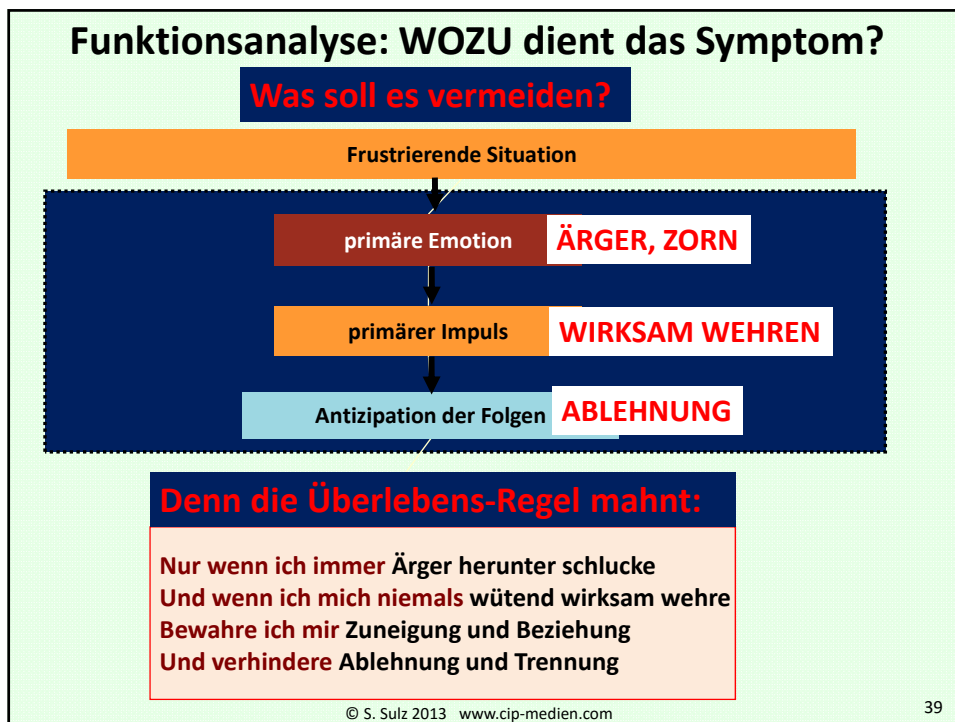 Funktionsanalyse: WOZU dient das Symptom?
Was soll es vermeiden?
Frustrierende Situation
primäre Emotion ÄRGER, ZORN
primärer Impuls WIRKSAM WEHREN
Antizipation der Folgen ABLEHNUNG
Denn die Überlebens-Regel mahnt:
Nur wenn ich immer Ärger herunter schlucke
Und wenn ich mich niemals wütend wirksam wehre
Bewahre ich mir Zuneigung und Beziehung
Und verhindere Ablehnung und Trennung
© S. Sulz 2013 www.cip-medien.com
39